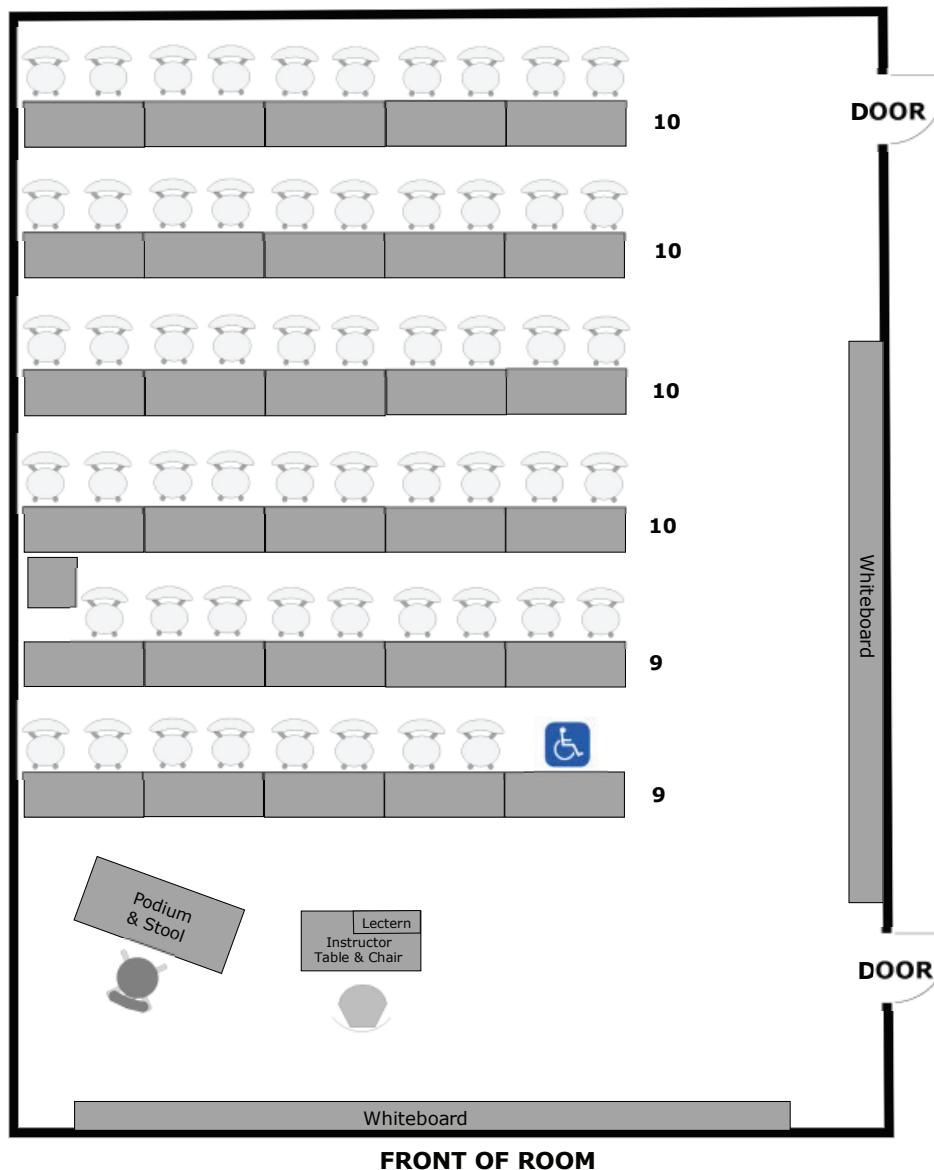 10
DOOR
10
10
10
Whiteboard
9
9
Podium
& Stool
Lectern
Instructor
Table & Chair
DOOR
Whiteboard
FRONT OF ROOM